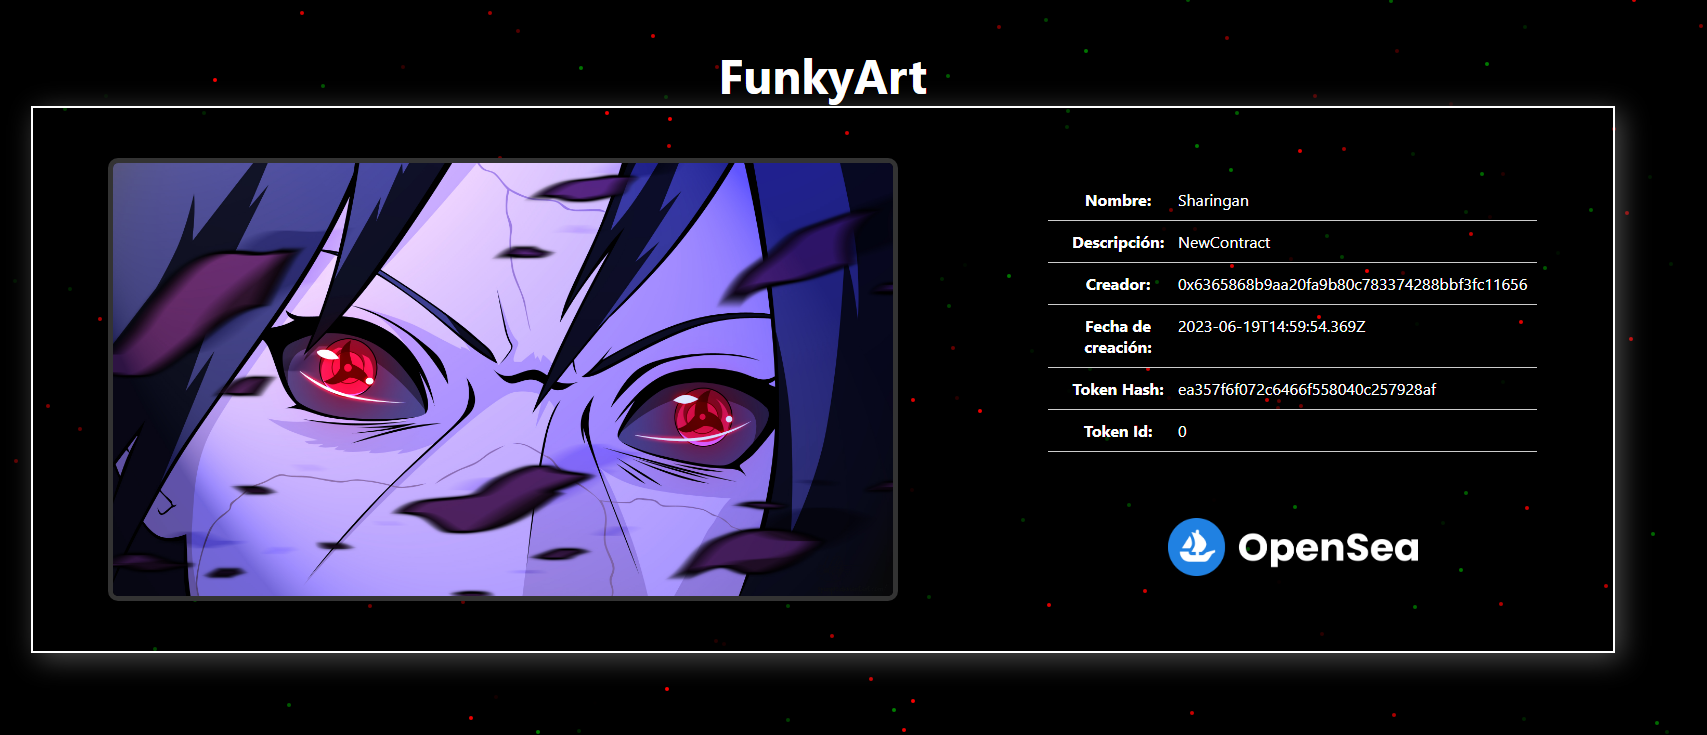 FunkyArt
Nombre: Sharingan
Descripción: NewContract
Creador: 0x6365868b9aa20fa9b80c783374288bbf3fc11656
Fecha de creación: 2023-06-19T14:59:54.369Z
Token Hash: ea357f6f072c6466f558040c257928af
Token Id: 0
OpenSea